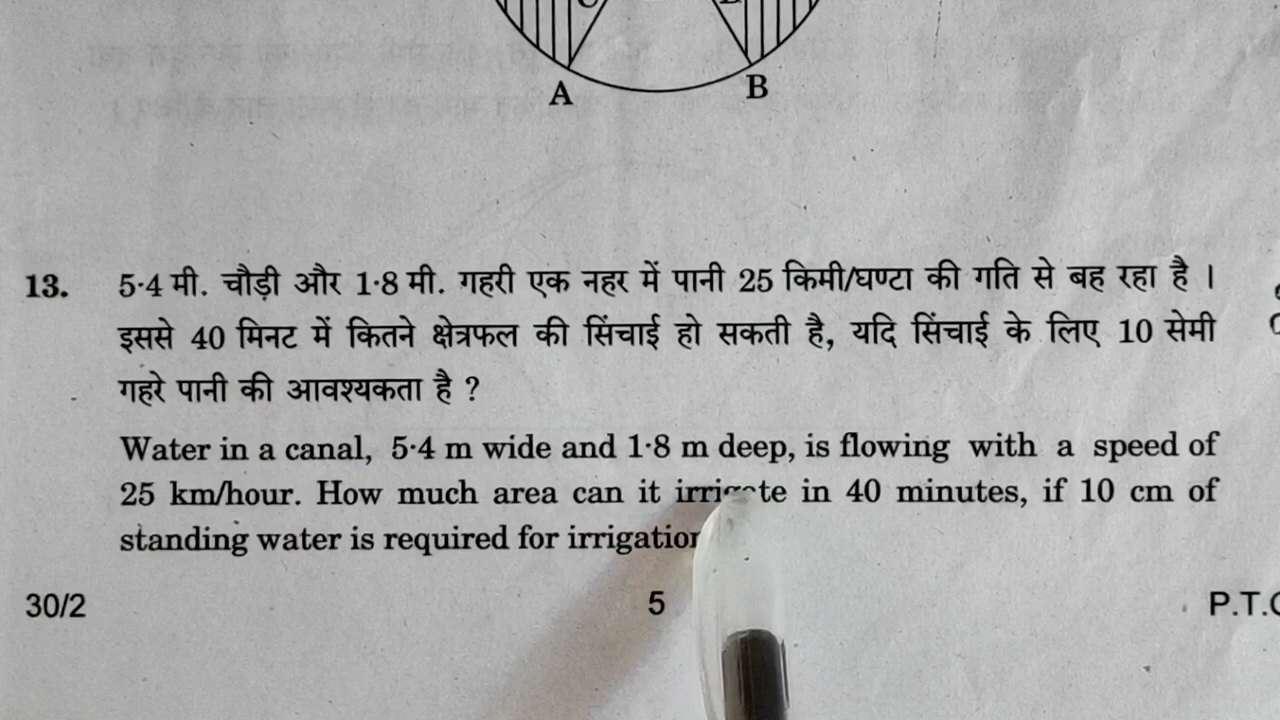 A B
13. 5·4 मी. चौड़ी और 1·8 मी. गहरी एक नहर में पानी 25 किमी/घण्टा की गति से बह रहा है ।
इससे 40 मिनट में कितने क्षेत्रफल की सिंचाई हो सकती है, यदि सिंचाई के लिए 10 सेमी
गहरे पानी की आवश्यकता है ?
Water in a canal, 5·4 m wide and 1·8 m deep, is flowing with a speed of
25 km/hour. How much area can it irrigate in 40 minutes, if 10 cm of
standing water is required for irrigation
30/2 5 P.T.O